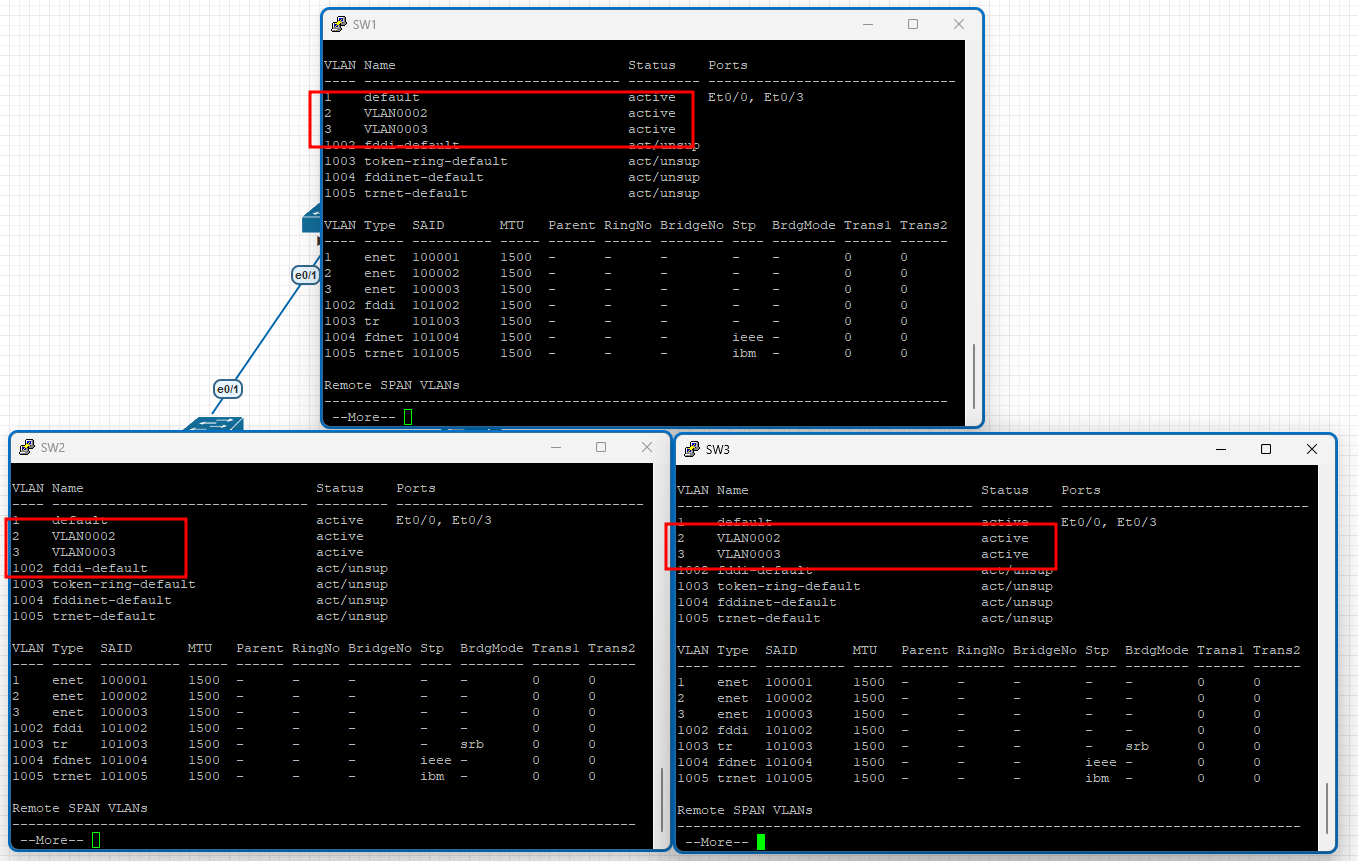 SW1
VLAN Name                             Status    Ports
---- -------------------------------- --------- -------------------------------
1    default                          active    Et0/0, Et0/3
2    VLAN0002                         active
3    VLAN0003                         active
1002 fddi-default                     act/unsup
1003 token-ring-default               act/unsup
1004 fddinet-default                  act/unsup
1005 trnet-default                    act/unsup
VLAN Type  SAID       MTU   Parent RingNo BridgeNo Stp  BrdgMode Trans1 Trans2
---- ----- ---------- ----- ------ ------ -------- ---- -------- ------ ------
1    enet  100001     1500  -      -      -        -    -        0      0
2    enet  100002     1500  -      -      -        -    -        0      0
3    enet  100003     1500  -      -      -        -    -        0      0
1002 fddi  101002     1500  -      -      -        -    -        0      0
1003 tr    101003     1500  -      -      -        -    -        0      0
1004 fdnet 101004     1500  -      -      -        ieee -        0      0
1005 trnet 101005     1500  -      -      -        ibm  -        0      0
Remote SPAN VLANs
------------------------------------------------------------------------------
--More--
e0/1
e0/1
SW2
VLAN Name                             Status    Ports
---- -------------------------------- --------- -------------------------------
1    default                          active    Et0/0, Et0/3
2    VLAN0002                         active
3    VLAN0003                         active
1002 fddi-default                     act/unsup
1003 token-ring-default               act/unsup
1004 fddinet-default                  act/unsup
1005 trnet-default                    act/unsup
VLAN Type  SAID       MTU   Parent RingNo BridgeNo Stp  BrdgMode Trans1 Trans2
---- ----- ---------- ----- ------ ------ -------- ---- -------- ------ ------
1    enet  100001     1500  -      -      -        -    -        0      0
2    enet  100002     1500  -      -      -        -    -        0      0
3    enet  100003     1500  -      -      -        -    -        0      0
1002 fddi  101002     1500  -      -      -        -    -        0      0
1003 tr    101003     1500  -      -      -        -    srb      0      0
1004 fdnet 101004     1500  -      -      -        ieee -        0      0
1005 trnet 101005     1500  -      -      -        ibm  -        0      0
Remote SPAN VLANs
------------------------------------------------------------------------------
--More--
SW3
VLAN Name                             Status    Ports
---- -------------------------------- --------- -------------------------------
1    default                          active    Et0/0, Et0/3
2    VLAN0002                         active
3    VLAN0003                         active
1002 fddi-default                     act/unsup
1003 token-ring-default               act/unsup
1004 fddinet-default                  act/unsup
1005 trnet-default                    act/unsup
VLAN Type  SAID       MTU   Parent RingNo BridgeNo Stp  BrdgMode Trans1 Trans2
---- ----- ---------- ----- ------ ------ -------- ---- -------- ------ ------
1    enet  100001     1500  -      -      -        -    -        0      0
2    enet  100002     1500  -      -      -        -    -        0      0
3    enet  100003     1500  -      -      -        -    -        0      0
1002 fddi  101002     1500  -      -      -        -    -        0      0
1003 tr    101003     1500  -      -      -        -    srb      0      0
1004 fdnet 101004     1500  -      -      -        ieee -        0      0
1005 trnet 101005     1500  -      -      -        ibm  -        0      0
Remote SPAN VLANs
------------------------------------------------------------------------------
--More--